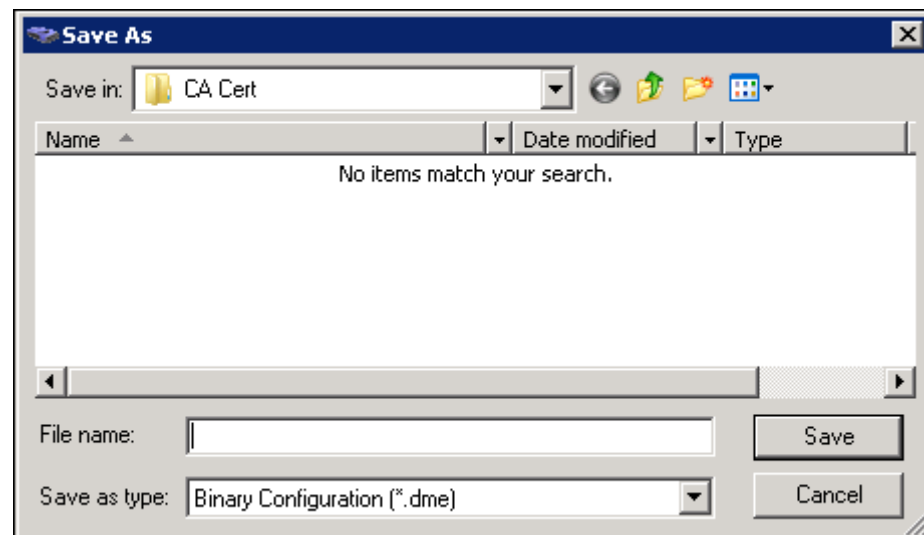 Save As
Save in: CA Cert
Name Date modified Type
No items match your search.
File name: Save
Save as type: Binary Configuration (*.dme) Cancel